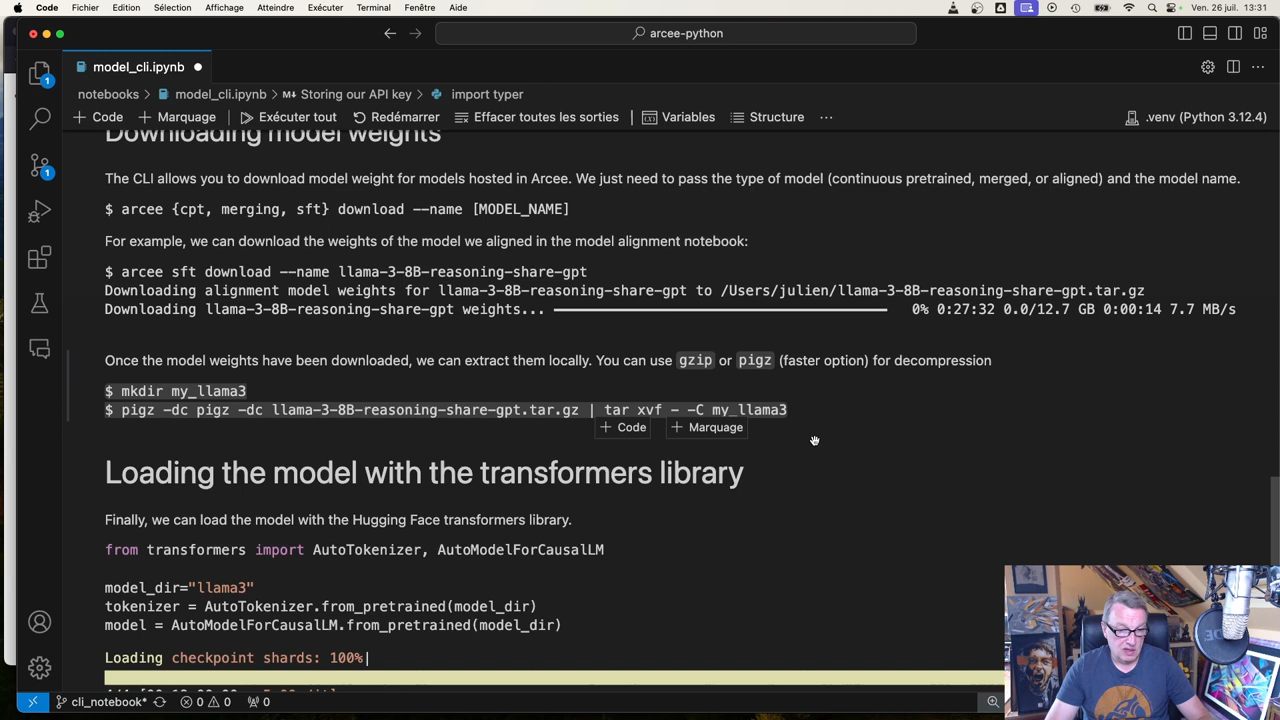 Code Fichier Edition Sélection Affichage Atteindre Exécuter Terminal Fenêtre Aide Ven. 26 juil. 13:31
arcee-python
model_cli.ipynb
notebooks > model_cli.ipynb > Storing our API key > import typer
Code Marquage Exécuter tout Redémarrer Effacer toutes les sorties Variables Structure ... .venv (Python 3.12.4)
Downloading model weights
The CLI allows you to download model weight for models hosted in Arcee. We just need to pass the type of model (continuous pretrained, merged, or aligned) and the model name.
$ arcee {cpt, merging, sft} download --name [MODEL_NAME]
For example, we can download the weights of the model we aligned in the model alignment notebook:
$ arcee sft download --name llama-3-8B-reasoning-share-gpt
Downloading alignment model weights for llama-3-8B-reasoning-share-gpt to /Users/julien/llama-3-8B-reasoning-share-gpt.tar.gz
Downloading llama-3-8B-reasoning-share-gpt weights... 0% 0:27:32 0.0/12.7 GB 0:00:14 7.7 MB/s
Once the model weights have been downloaded, we can extract them locally. You can use gzip or pigz (faster option) for decompression
$ mkdir my_llama3
$ pigz -dc pigz -dc llama-3-8B-reasoning-share-gpt.tar.gz | tar xvf - -C my_llama3
+ Code + Marquage
Loading the model with the transformers library
Finally, we can load the model with the Hugging Face transformers library.
from transformers import AutoTokenizer, AutoModelForCausalLM
model_dir="llama3"
tokenizer = AutoTokenizer.from_pretrained(model_dir)
model = AutoModelForCausalLM.from_pretrained(model_dir)
Loading checkpoint shards: 100%|
cli_notebook* 0 0 0